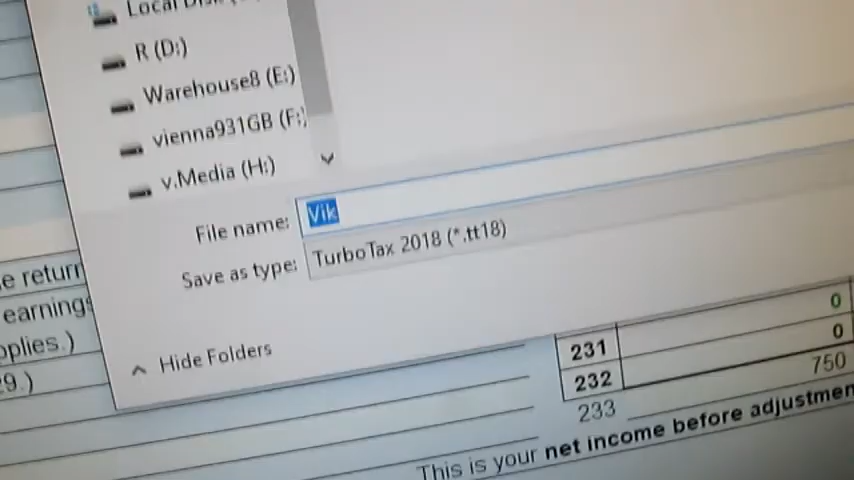 Local Disk (
R (D:)
Warehouse8 (E:)
vienna931GB (F:)
v.Media (H:)
File name: Vik
Save as type: TurboTax 2018 (*.tt18)
Hide Folders
e return
earnings
pplies.)
9.)
0
231 0
232
233 750
This is your net income before adjustmen